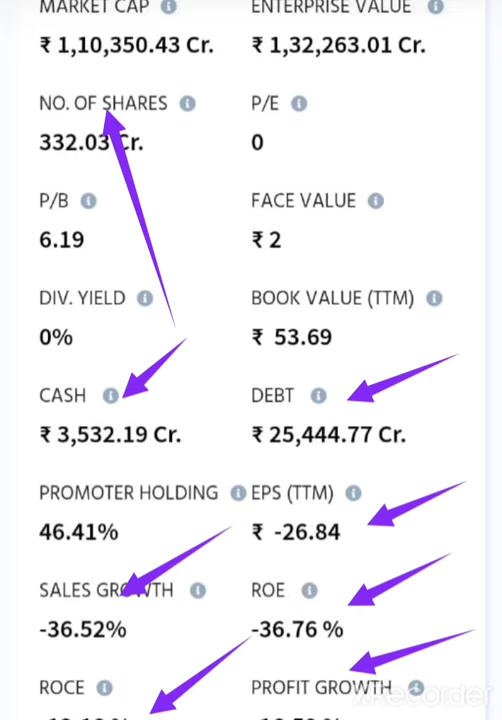 MARKET CAP ENTERPRISE VALUE
₹ 1,10,350.43 Cr. ₹ 1,32,263.01 Cr.
NO. OF SHARES P/E
332.03 Cr. 0
P/B FACE VALUE
6.19 ₹ 2
DIV. YIELD BOOK VALUE (TTM)
0% ₹ 53.69
CASH DEBT
₹ 3,532.19 Cr. ₹ 25,444.77 Cr.
PROMOTER HOLDING EPS (TTM)
46.41% ₹ -26.84
SALES GROWTH ROE
-36.52% -36.76 %
ROCE PROFIT GROWTH
XRecorder